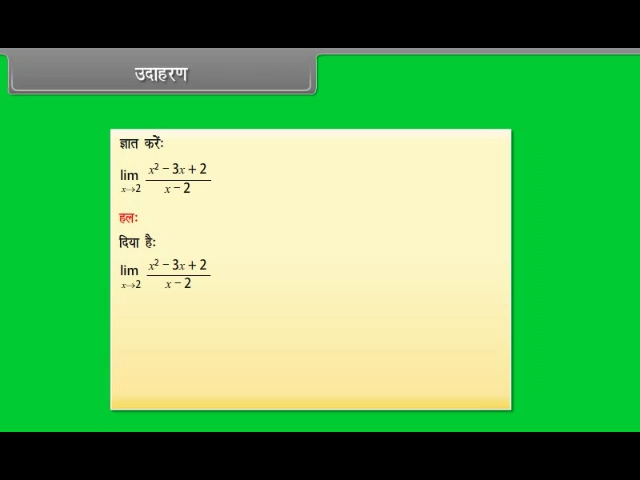 उदाहरण
ज्ञात करें:
lim x→2 (x² − 3x + 2)/(x − 2)
हल:
दिया है:
lim x→2 (x² − 3x + 2)/(x − 2)